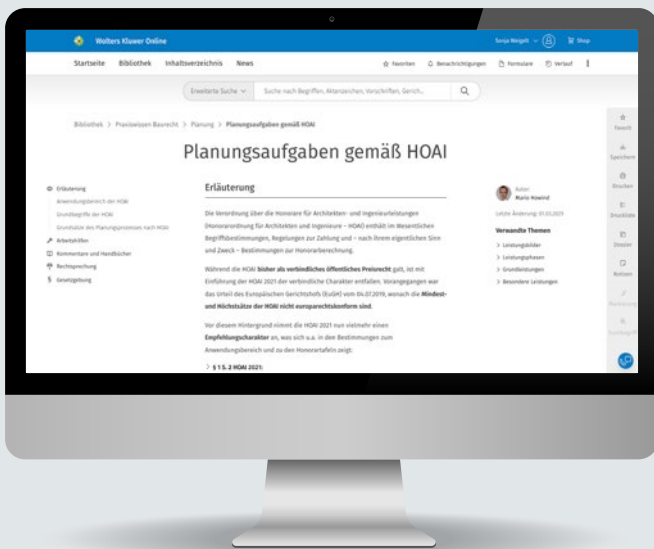 Wolters Kluwer Online
Sonja Weigelt
Shop
Startseite Bibliothek Inhaltsverzeichnis News
Favoriten Benachrichtigungen Formulare Verlauf
Erweiterte Suche
Suche nach Begriffen, Aktenzeichen, Vorschriften, Gerich...
Bibliothek > Praxiswissen Baurecht > Planung > Planungsaufgaben gemäß HOAI
Planungsaufgaben gemäß HOAI
Erläuterung
Anwendungsbereich der HOAI
Grundbegriffe der HOAI
Grundsätze des Planungsprozesses nach HOAI
Arbeitshilfen
Kommentare und Handbücher
Rechtsprechung
§ Gesetzgebung
Erläuterung
Die Verordnung über die Honorare für Architekten- und Ingenieurleistungen
(Honorarordnung für Architekten und Ingenieure – HOAI) enthält im Wesentlichen
Begriffsbestimmungen, Regelungen zur Zahlung und – nach ihrem eigentlichen Sinn
und Zweck – Bestimmungen zur Honorarberechnung.
Während die HOAI bisher als verbindliches öffentliches Preisrecht galt, ist mit
Einführung der HOAI 2021 der verbindliche Charakter entfallen. Vorangegangen war
das Urteil des Europäischen Gerichtshofs (EuGH) vom 04.07.2019, wonach die Mindest-
und Höchstsätze der HOAI nicht europarechtskonform sind.
Vor diesem Hintergrund nimmt die HOAI 2021 nun vielmehr einen
Empfehlungscharakter an, was sich u.a. in den Bestimmungen zum
Anwendungsbereich und zu den Honorartafeln zeigt:
> § 1 S. 2 HOAI 2021:
Autor:
Mario Howind
Letzte Änderung: 01.03.2021
Verwandte Themen
> Leistungsbilder
> Leistungsphasen
> Grundleistungen
> Besondere Leistungen
Favorit
Speichern
Drucken
Druckliste
Dossier
Notizen